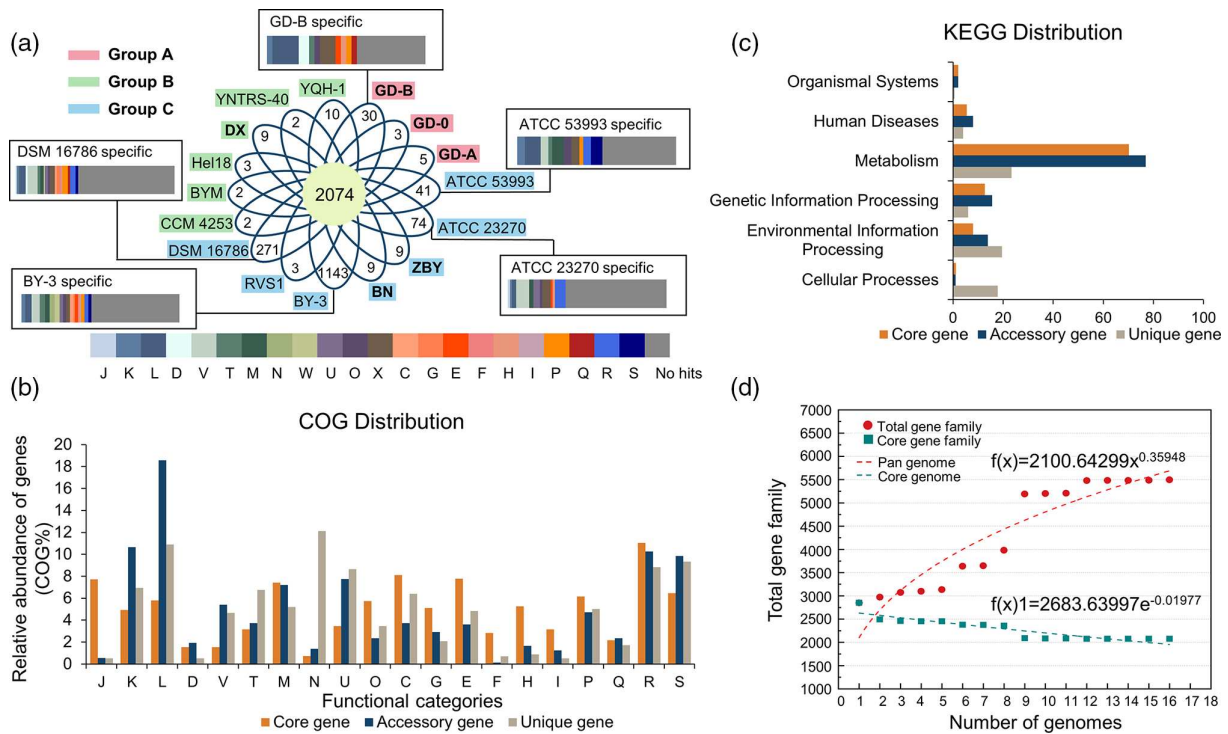 (a)
Group A
Group B
Group C
GD-B specific
DSM 16786 specific
BY-3 specific
ATCC 53993 specific
ATCC 23270 specific
YQH-1
GD-B
GD-0
GD-A
ATCC 53993
ATCC 23270
ZBY
BN
BY-3
RVS1
DSM 16786
CCM 4253
BYM
Hel18
DX
YNTRS-40
10
30
3
5
41
74
9
9
1143
3
271
2
2
3
9
2
2074
J K L D V T M N W U O X C G E F H I P Q R S No hits
(b)
COG Distribution
Relative abundance of genes
(COG%)
20
18
16
14
12
10
8
6
4
2
0
J K L D V T M N U O C G E F H I P Q R S
Functional categories
Core gene Accessory gene Unique gene
(c)
KEGG Distribution
Organismal Systems
Human Diseases
Metabolism
Genetic Information Processing
Environmental Information
Processing
Cellular Processes
0 20 40 60 80 100
Core gene Accessory gene Unique gene
(d)
Total gene family
7000
6500
6000
5500
5000
4500
4000
3500
3000
2500
2000
1500
1000
Total gene family
Core gene family
Pan genome
Core genome
f(x)=2100.64299x^0.35948
f(x)1=2683.63997e^-0.01977
0 1 2 3 4 5 6 7 8 9 10 11 12 13 14 15 16 17 18
Number of genomes